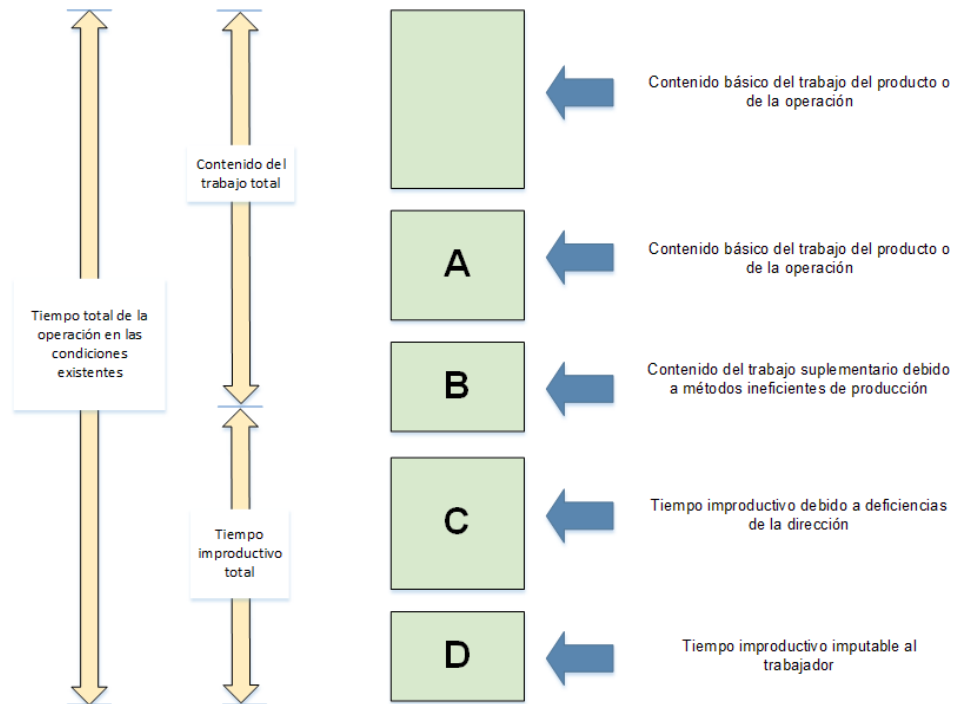 Contenido básico del trabajo del producto o
de la operación
Contenido del
trabajo total
A
Contenido básico del trabajo del producto o
de la operación
Tiempo total de la
operación en las
condiciones
existentes
B
Contenido del trabajo suplementario debido
a métodos ineficientes de producción
C
Tiempo improductivo debido a deficiencias
de la dirección
Tiempo
improductivo
total
D
Tiempo improductivo imputable al
trabajador